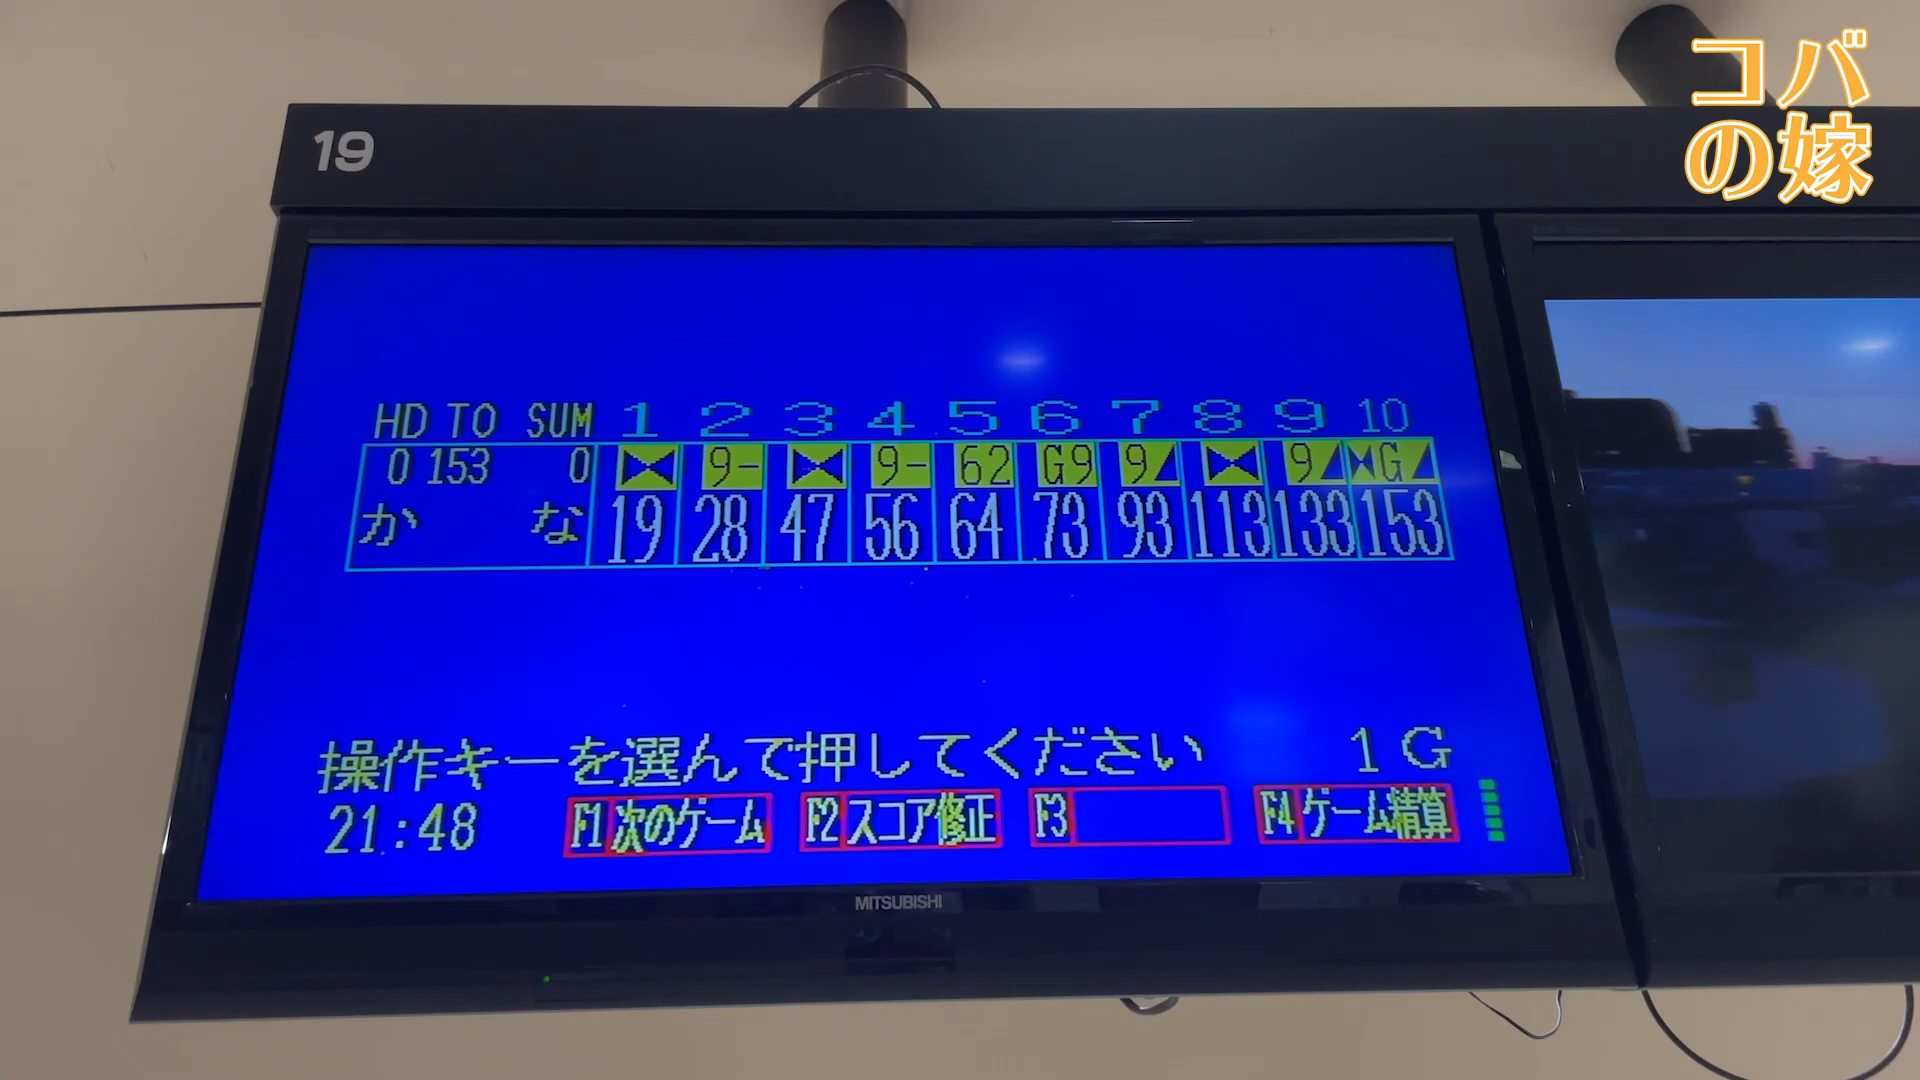 コバ
の嫁
19
HD TO SUM 1 2 3 4 5 6 7 8 9 10
0 153 0 9- 9- 62 G9 9 9 G
かな 19 28 47 56 64 73 93 113 133 153
操作キーを選んで押してください 1G
21:48 F1 次のゲーム F2 スコア修正 F3 F4 ゲーム精算
MITSUBISHI